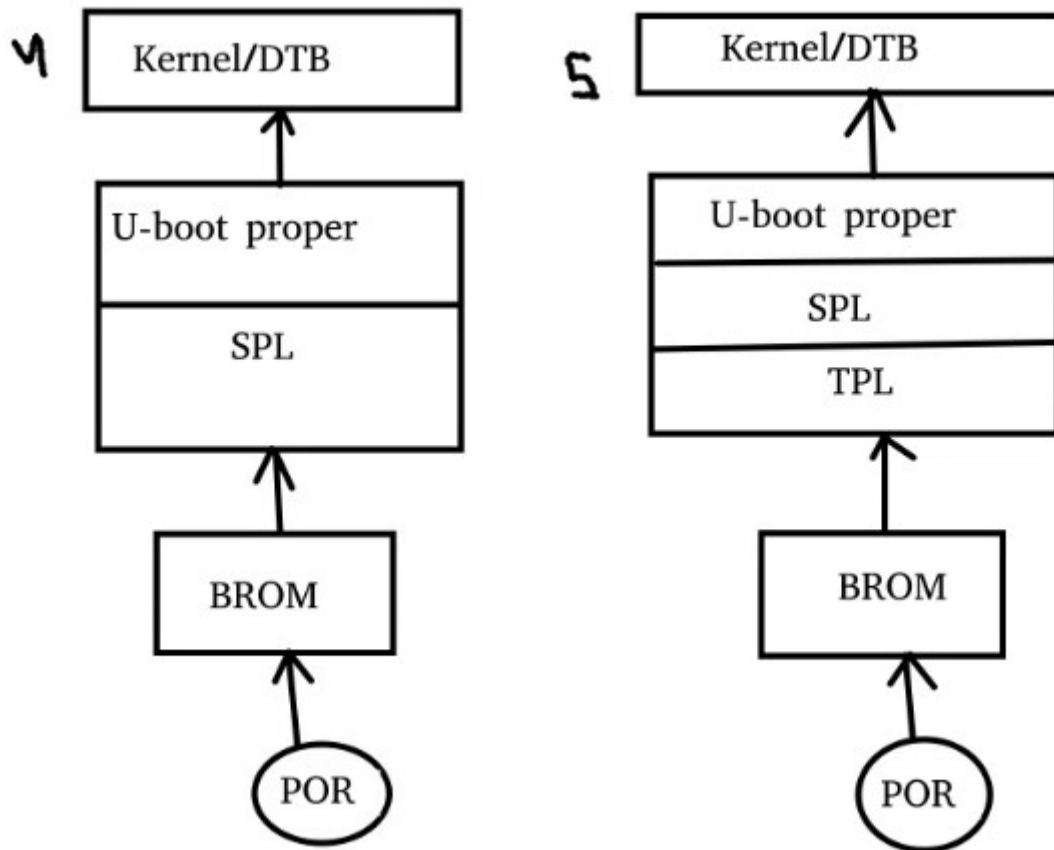 4
Kernel/DTB
U-boot proper
SPL
BROM
POR
5
Kernel/DTB
U-boot proper
SPL
TPL
BROM
POR